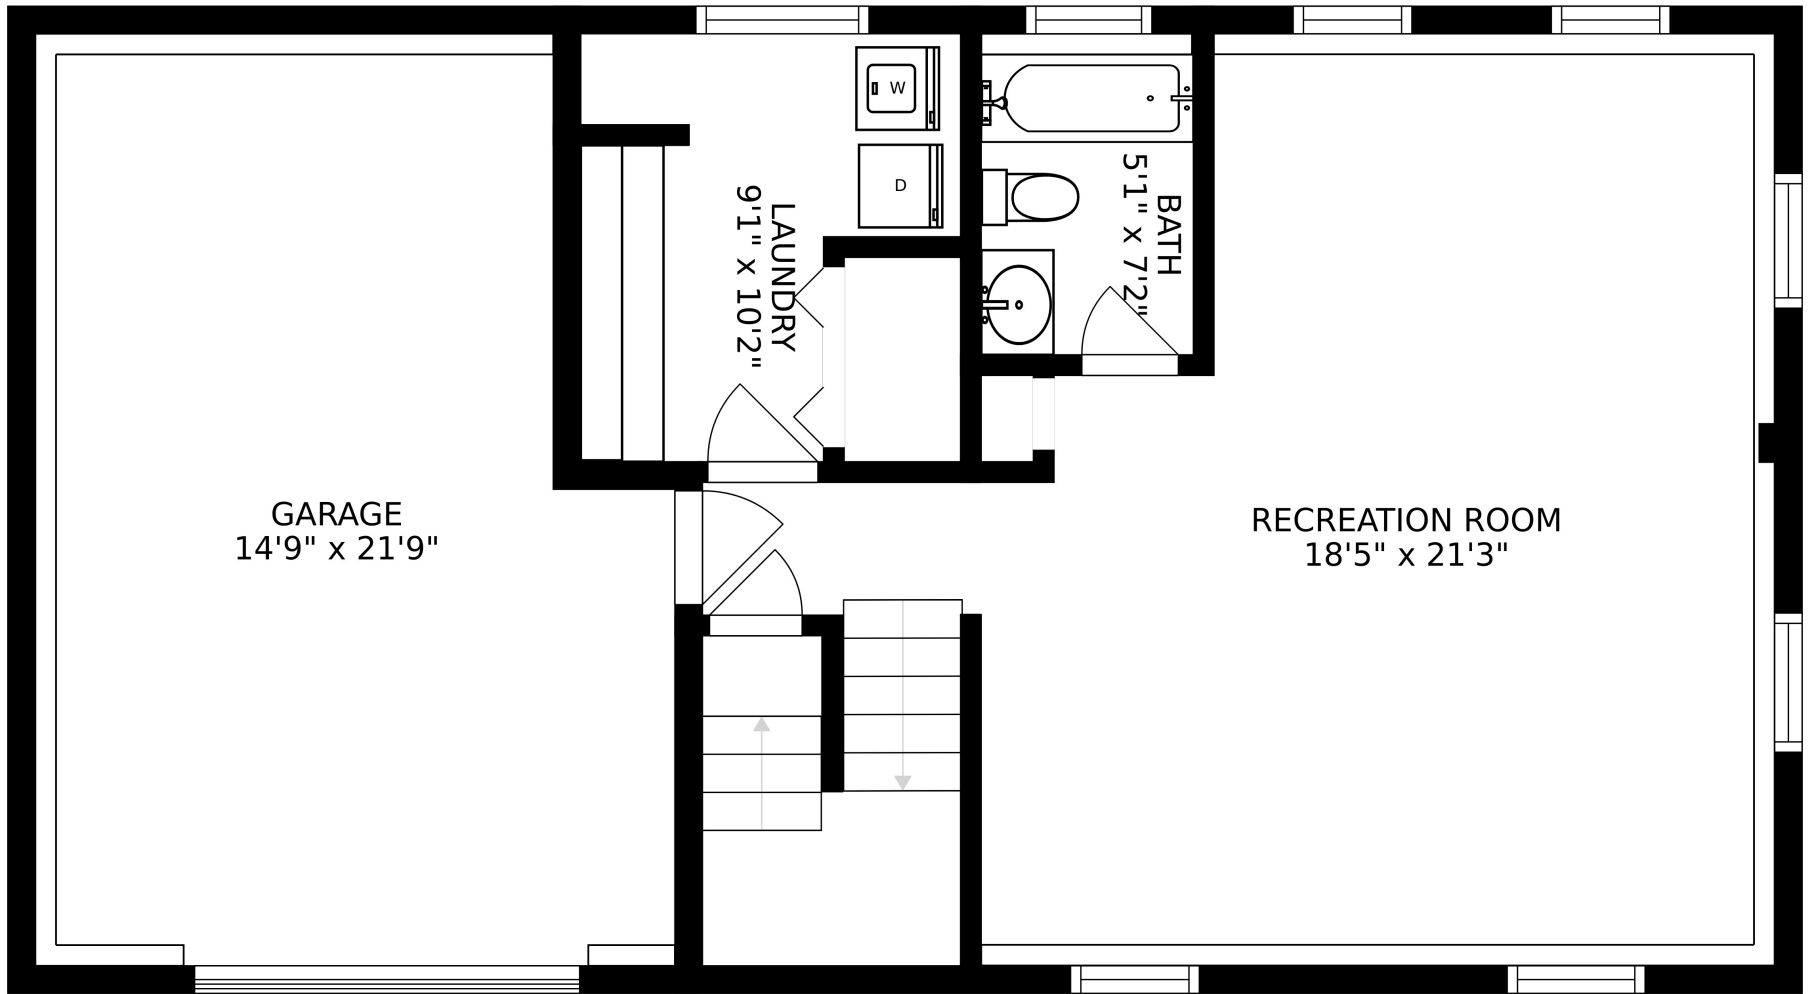 W
D
LAUNDRY
9'1" x 10'2"
BATH
5'1" x 7'2"
GARAGE
14'9" x 21'9"
RECREATION ROOM
18'5" x 21'3"